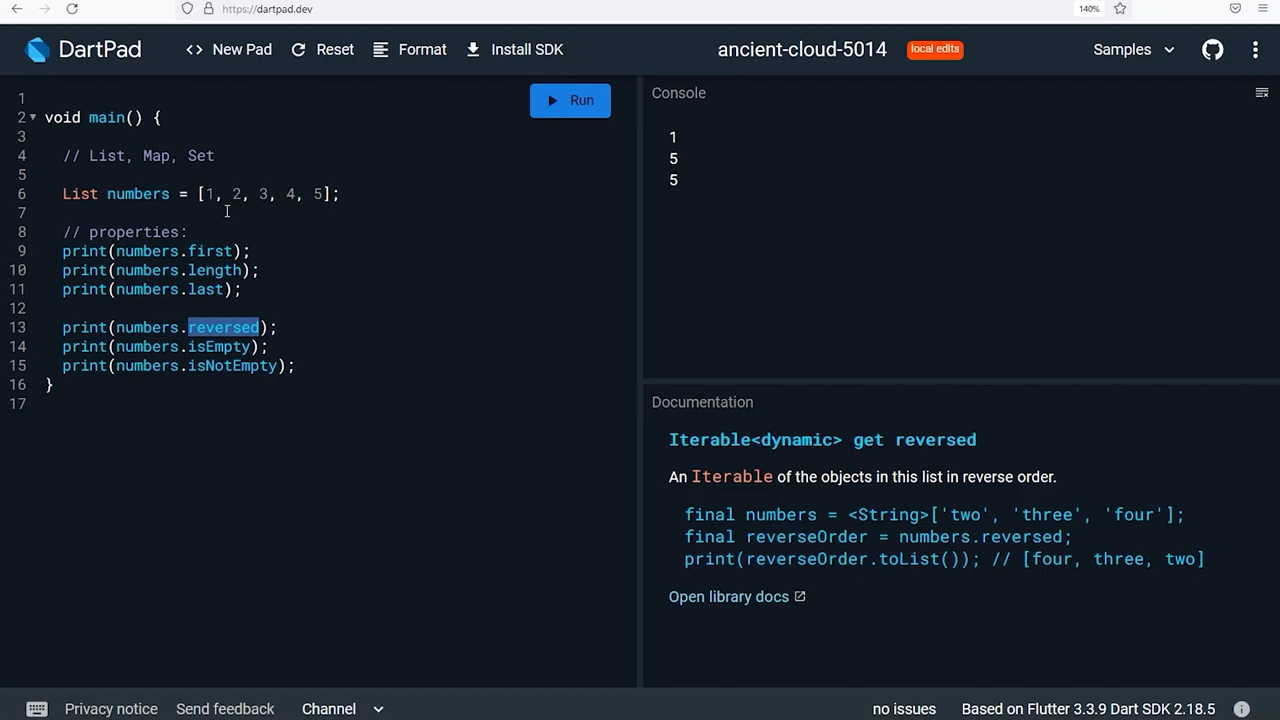 https://dartpad.dev
140%
DartPad
<> New Pad
Reset
Format
Install SDK
ancient-cloud-5014
local edits
Samples
Run
1
2 void main() {
3
4 // List, Map, Set
5
6 List numbers = [1, 2, 3, 4, 5];
7
8 // properties:
9 print(numbers.first);
10 print(numbers.length);
11 print(numbers.last);
12
13 print(numbers.reversed);
14 print(numbers.isEmpty);
15 print(numbers.isNotEmpty);
16 }
17
Console
1
5
5
Documentation
Iterable<dynamic> get reversed
An Iterable of the objects in this list in reverse order.
final numbers = <String>['two', 'three', 'four'];
final reverseOrder = numbers.reversed;
print(reverseOrder.toList()); // [four, three, two]
Open library docs
Privacy notice
Send feedback
Channel
no issues
Based on Flutter 3.3.9 Dart SDK 2.18.5